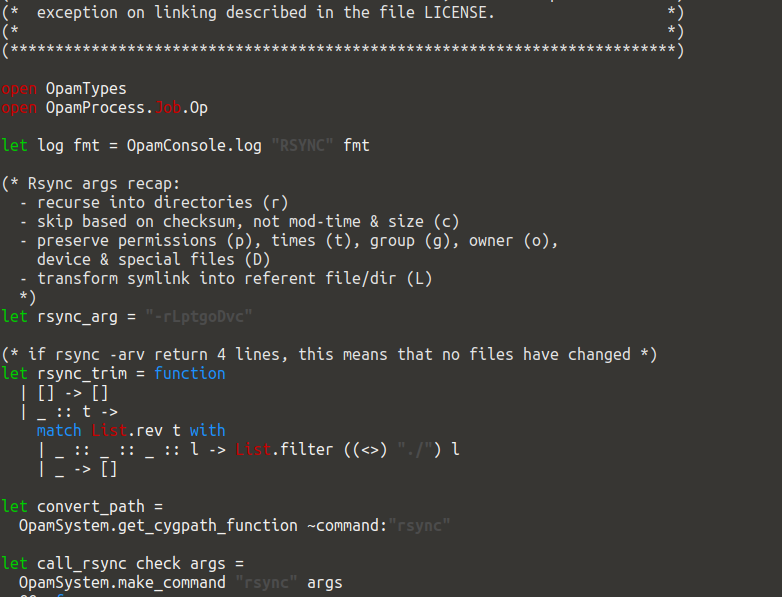 (*  exception on linking described in the file LICENSE.                   *)
(*                                                                        *)
(**************************************************************************)
open OpamTypes
open OpamProcess.Job.Op
let log fmt = OpamConsole.log "RSYNC" fmt
(* Rsync args recap:
  - recurse into directories (r)
  - skip based on checksum, not mod-time & size (c)
  - preserve permissions (p), times (t), group (g), owner (o),
    device & special files (D)
  - transform symlink into referent file/dir (L)
  *)
let rsync_arg = "-rLptgoDvc"
(* if rsync -arv return 4 lines, this means that no files have changed *)
let rsync_trim = function
  | [] -> []
  | _ :: t ->
    match List.rev t with
    | _ :: _ :: _ :: l -> List.filter ((<>) "./") l
    | _ -> []
let convert_path =
  OpamSystem.get_cygpath_function ~command:"rsync"
let call_rsync check args =
  OpamSystem.make_command "rsync" args